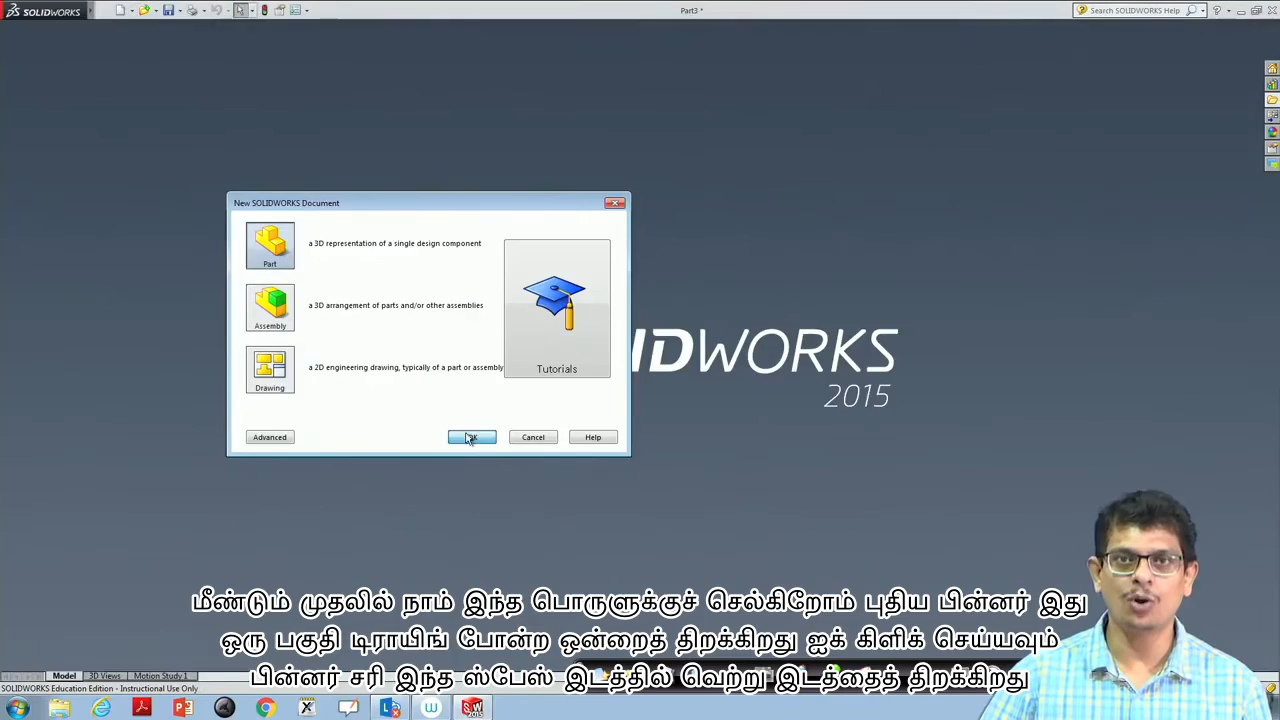 SOLIDWORKS
Part3 *
Search SOLIDWORKS Help
New SOLIDWORKS Document
Part
a 3D representation of a single design component
Assembly
a 3D arrangement of parts and/or other assemblies
Drawing
a 2D engineering drawing, typically of a part or assembly
Tutorials
Advanced
Cancel
Help
IDWORKS
2015
மீண்டும் முதலில் நாம் இந்த பொருளுக்குச் செல்கிறோம் புதிய பின்னர் இது
ஒரு பகுதி டிராயிங் போன்ற ஒன்றைத் திறக்கிறது ஐக் கிளிக் செய்யவும்
பின்னர் சரி இந்த ஸ்பேஸ் இடத்தில் வெற்று இடத்தைத் திறக்கிறது
Model
3D Views
Motion Study 1
SOLIDWORKS Education Edition - Instructional Use Only